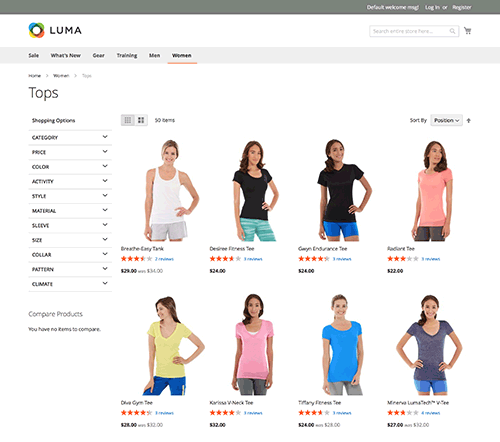 Default welcome msg! Log In or Register
LUMA
Search entire store here...
Sale What's New Gear Training Men Women
Home > Women > Tops
Tops
Shopping Options
50 items
Sort By Position
CATEGORY
PRICE
COLOR
ACTIVITY
STYLE
MATERIAL
SLEEVE
SIZE
COLLAR
PATTERN
CLIMATE
Compare Products
You have no items to compare.
Breathe-Easy Tank
2 reviews
$29.00 was $34.00
Desiree Fitness Tee
3 reviews
$24.00
Gwyn Endurance Tee
3 reviews
$24.00
Radiant Tee
3 reviews
$22.00
Diva Gym Tee
3 reviews
$28.00 was $32.00
Karissa V-Neck Tee
reviews
$32.00
Tiffany Fitness Tee
reviews
$24.00 was $28.00
Minerva LumaTech™ V-Tee
reviews
$27.00 was $32.00